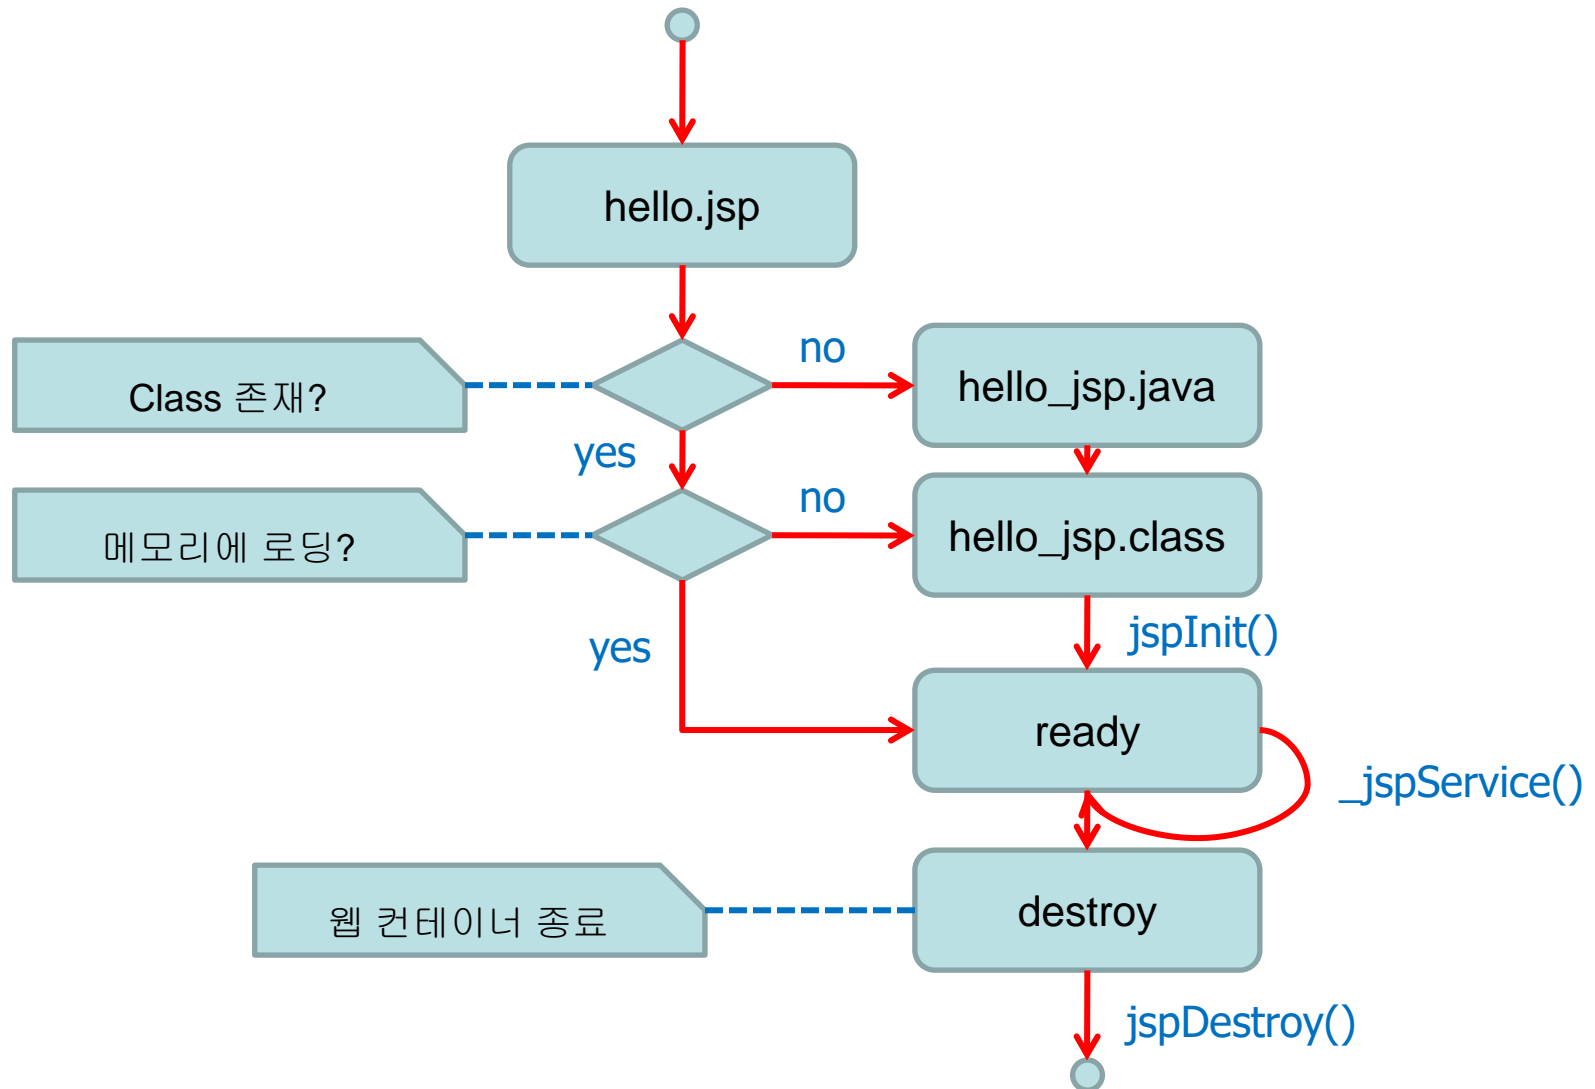 hello.jsp
Class 존재?
no
hello_jsp.java
yes
메모리에 로딩?
no
hello_jsp.class
jspInit()
yes
ready
_jspService()
웹 컨테이너 종료
destroy
jspDestroy()